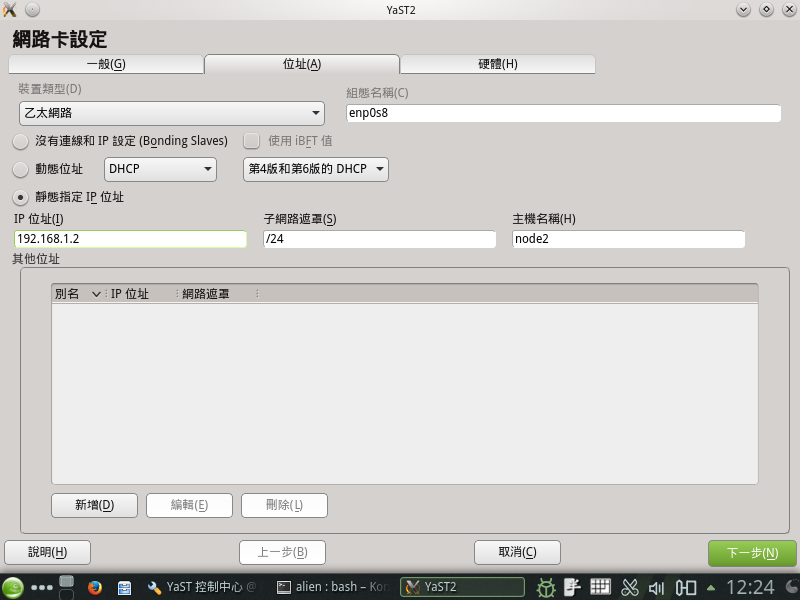 YaST2
網路卡設定
一般(G) 位址(A) 硬體(H)
裝置類型(D) 組態名稱(C)
乙太網路 enp0s8
沒有連線和 IP 設定 (Bonding Slaves) 使用 iBFT 值
動態位址 DHCP 第4版和第6版的 DHCP
靜態指定 IP 位址
IP 位址(I) 子網路遮罩(S) 主機名稱(H)
192.168.1.2 /24 node2
其他位址
別名 IP 位址 網路遮罩
新增(D) 編輯(E) 刪除(L)
說明(H) 上一步(B) 取消(C) 下一步(N)
YaST 控制中心 @ alien : bash – Kon YaST2 12:24